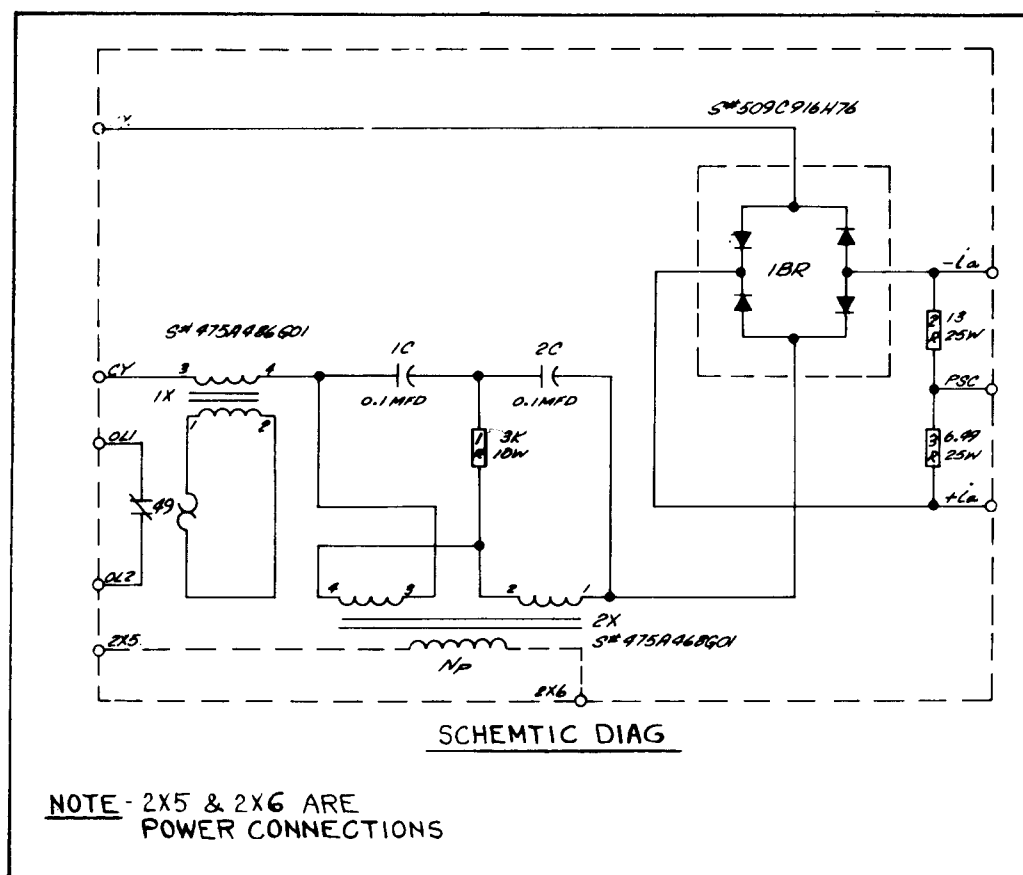 S# 509C916H76
1BR
-ia
2R
13
25W
S# 475A486G01
1C
2C
CY
3
4
0.1MFD
0.1MFD
PSC
1X
1
2
OL1
1R
3K
10W
3R
6.49
25W
49
+ia
OL2
4
3
2
1
2X
S# 475A468G01
2X5
NP
2X6
SCHEMTIC DIAG
NOTE - 2X5 & 2X6 ARE
POWER CONNECTIONS